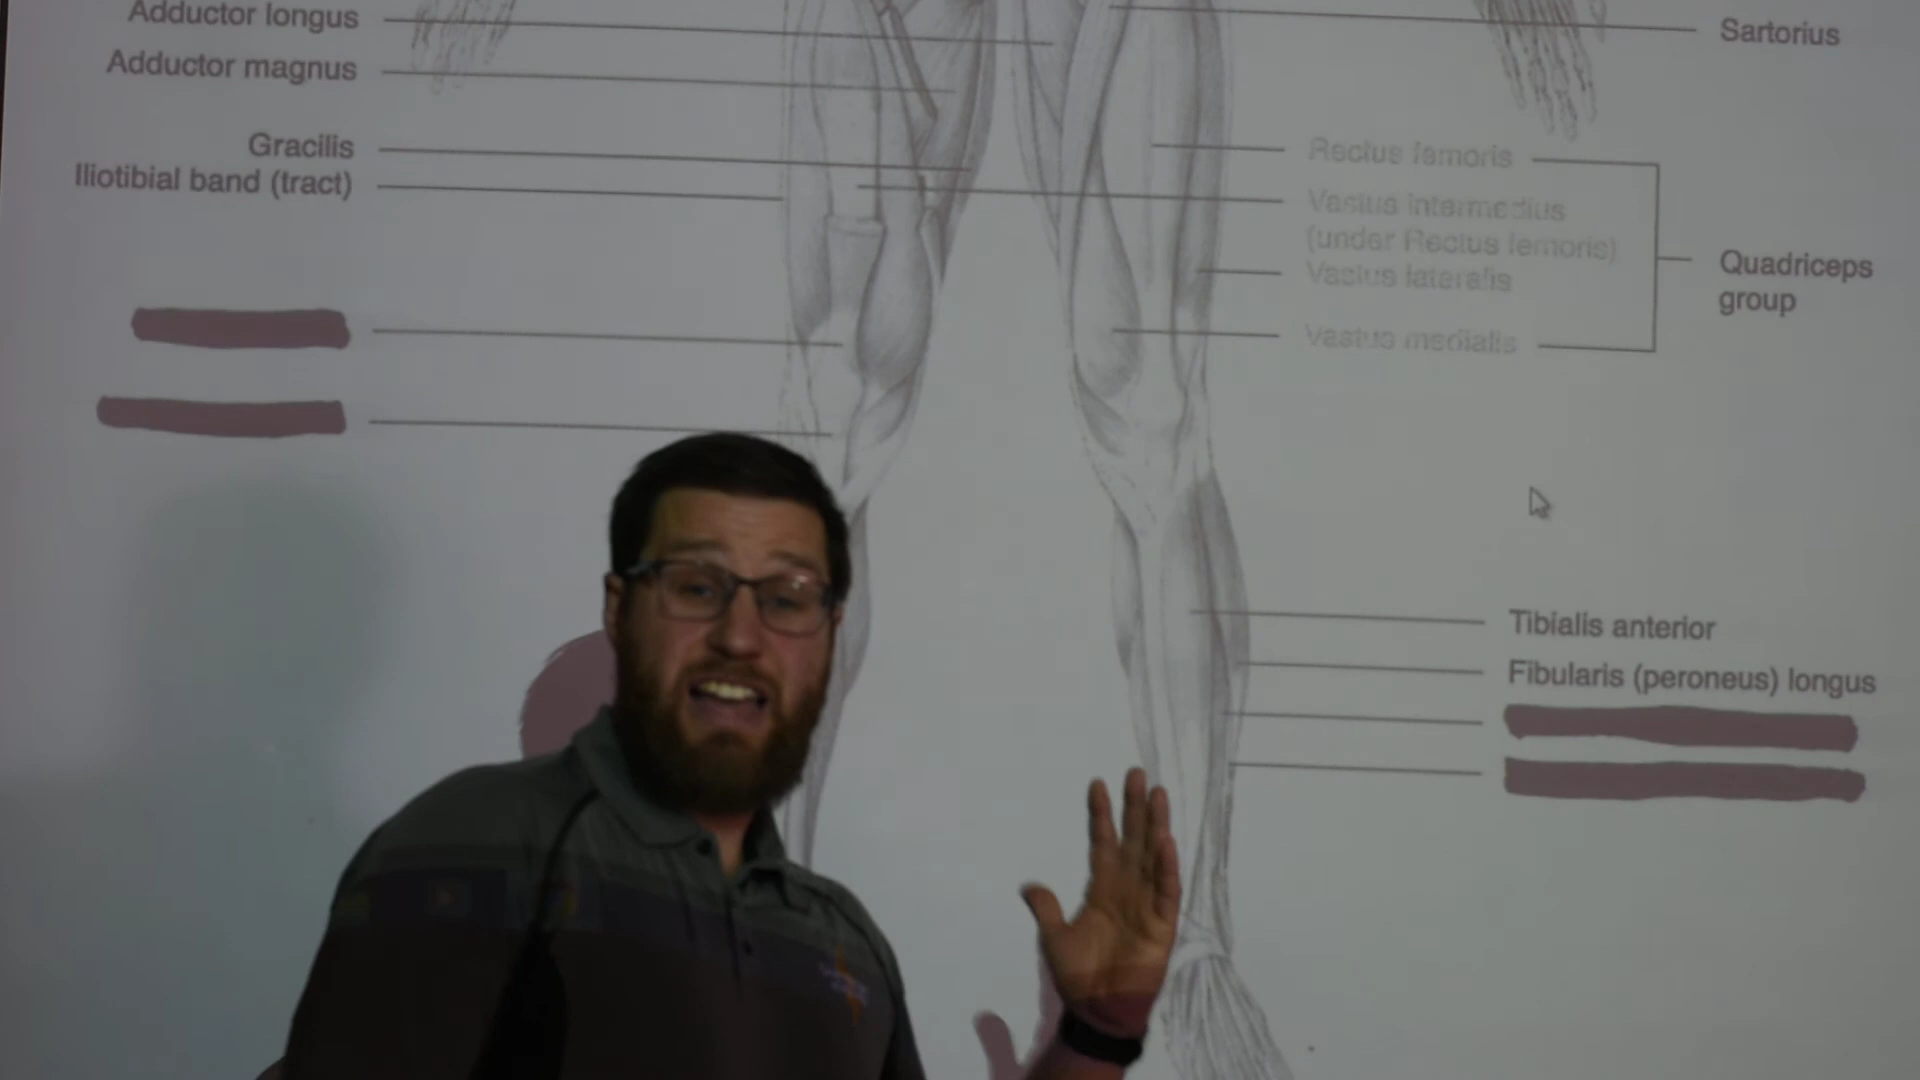 Adductor longus
Adductor magnus
Gracilis
Iliotibial band (tract)
Sartorius
Rectus femoris
Vastus intermedius
(under Rectus femoris)
Vastus lateralis
Vastus medialis
Quadriceps
group
Tibialis anterior
Fibularis (peroneus) longus